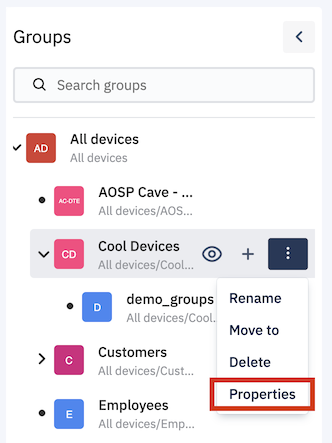 Groups
Search groups
AD
All devices
All devices
AC-DTE
AOSP Cave - ...
All devices/AOS...
CD
Cool Devices
All devices/Cool...
D
demo_groups
All devices/Cool.
Rename
Move to
Delete
Properties
C
Customers
All devices/Cust...
E
Employees
All devices/Emp...